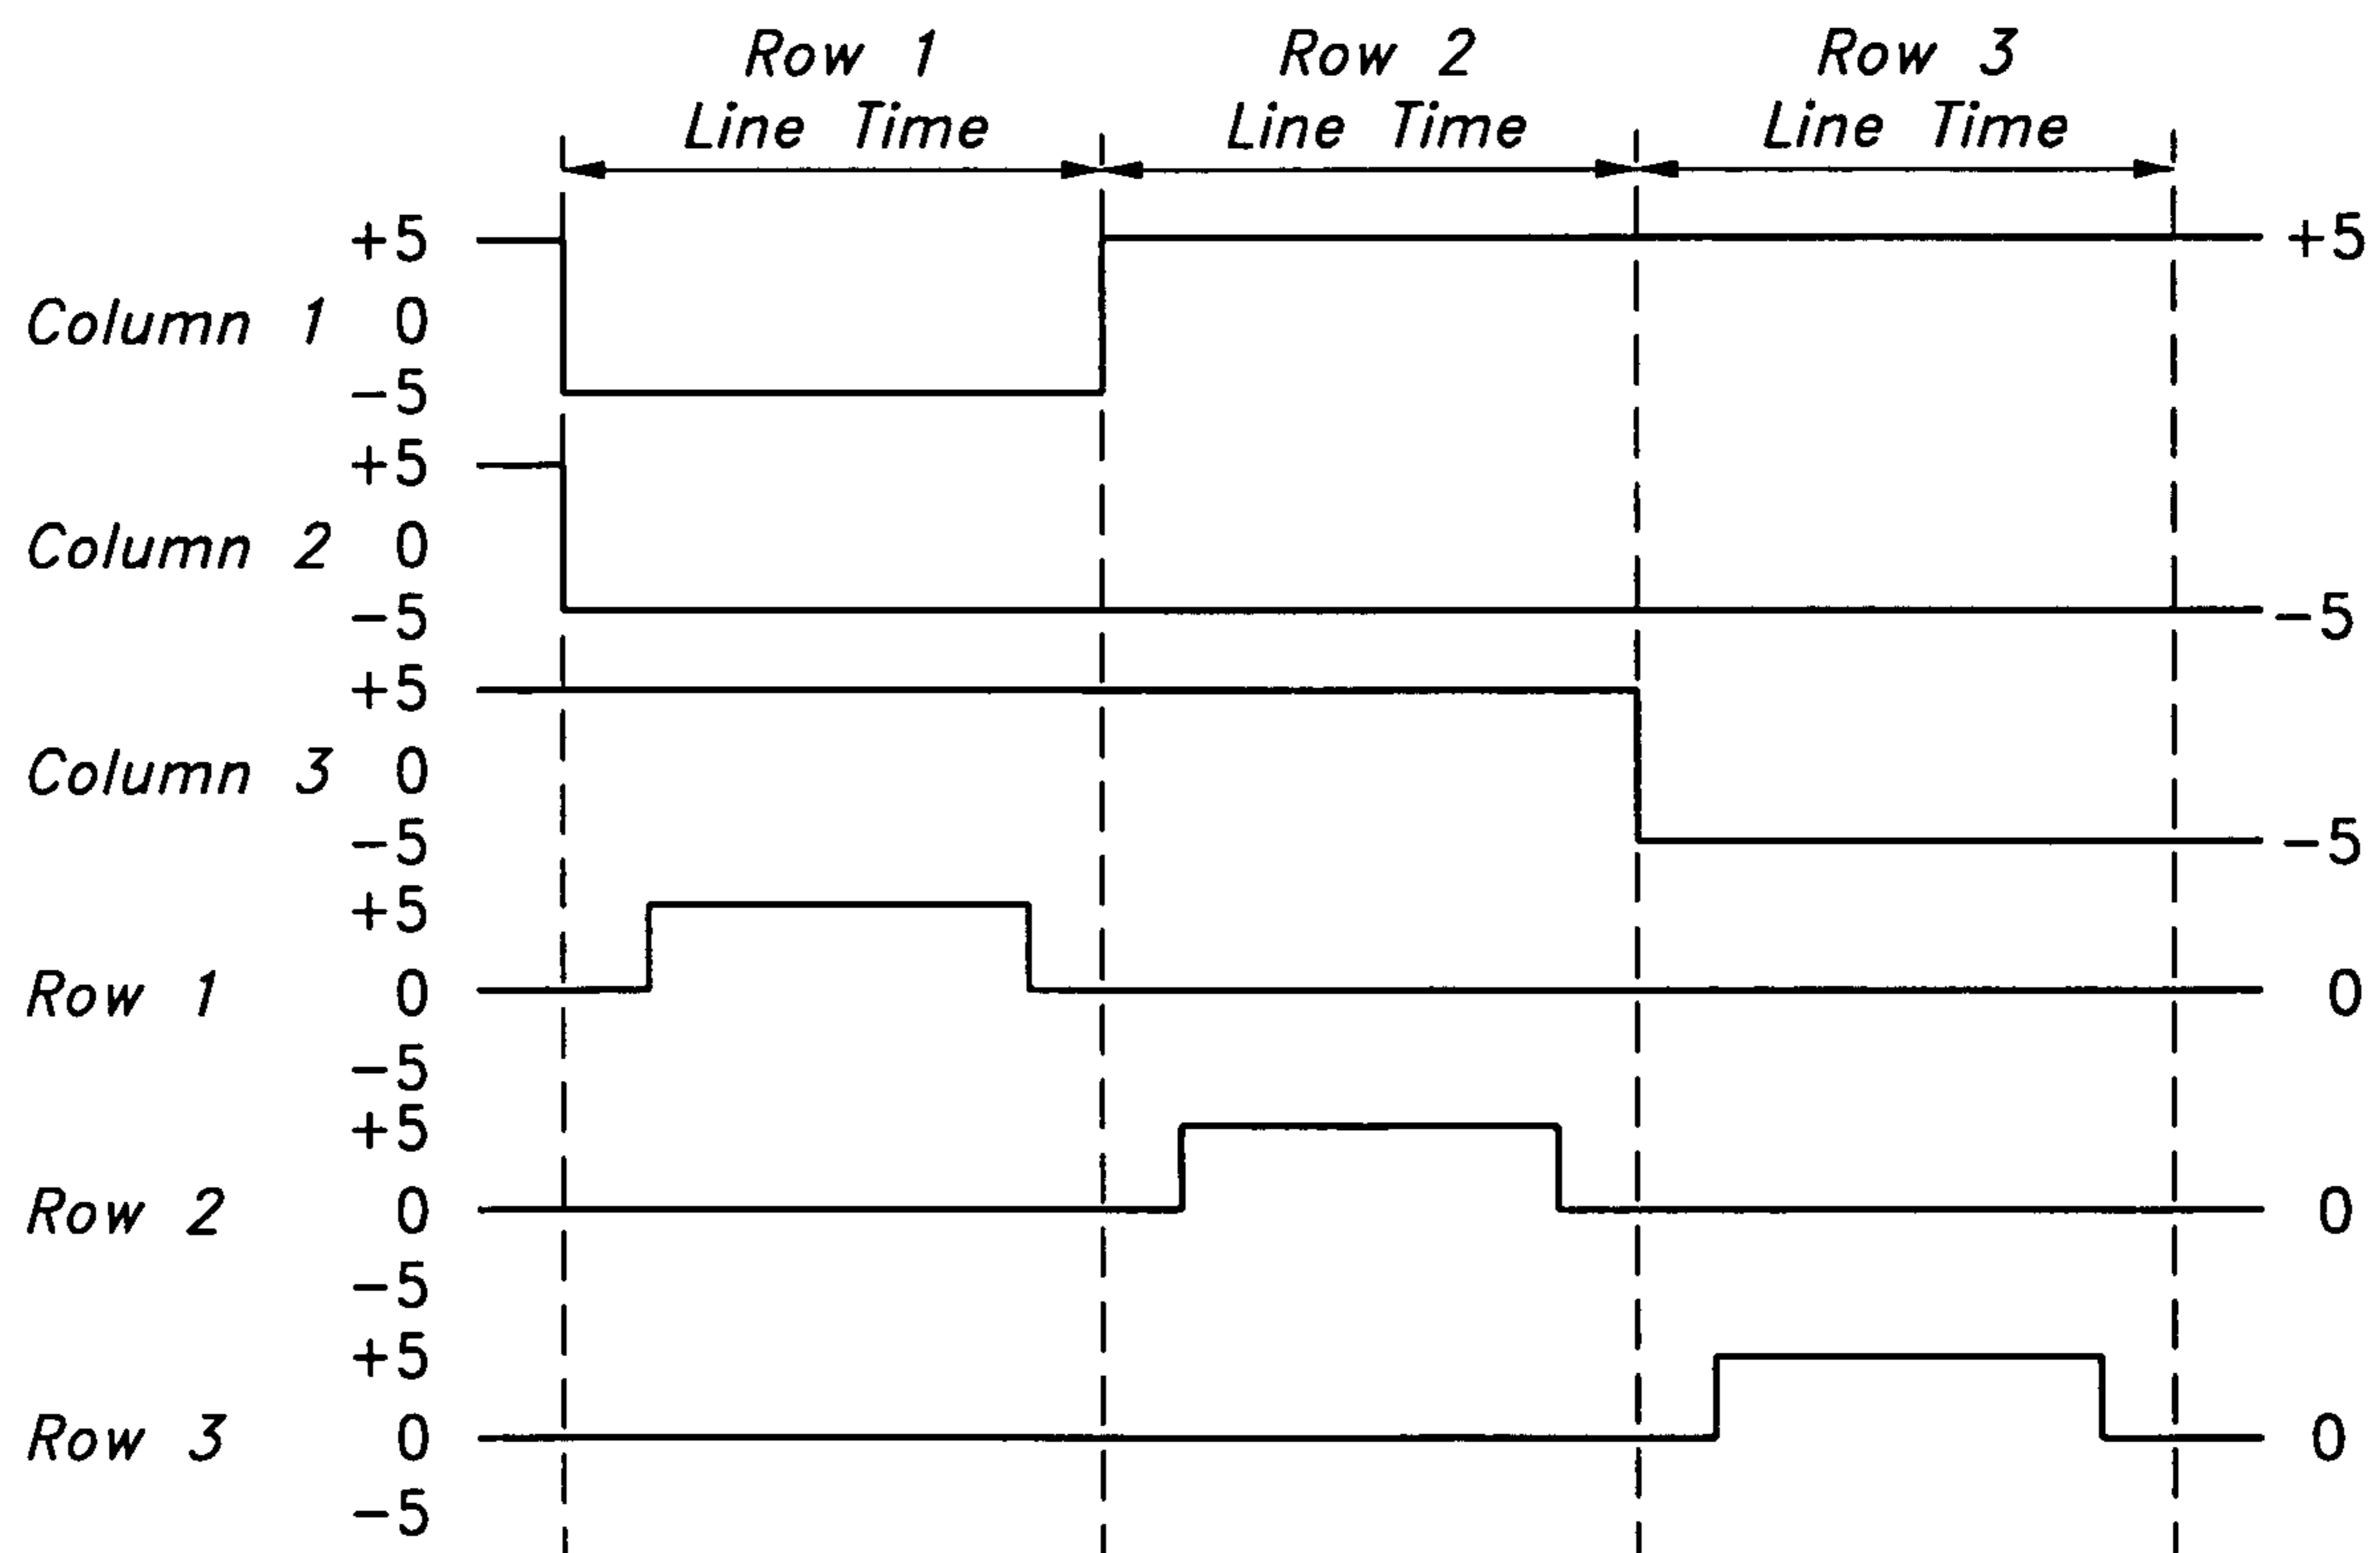 Row 1 Row 2 Row 3
Line Time Line Time Line Time
+5 +5
Column 1 0
-5
+5
Column 2 0
-5 -5
+5
Column 3 0
-5 -5
+5
Row 1 0 0
-5
+5
Row 2 0 0
-5
+5
Row 3 0 0
-5